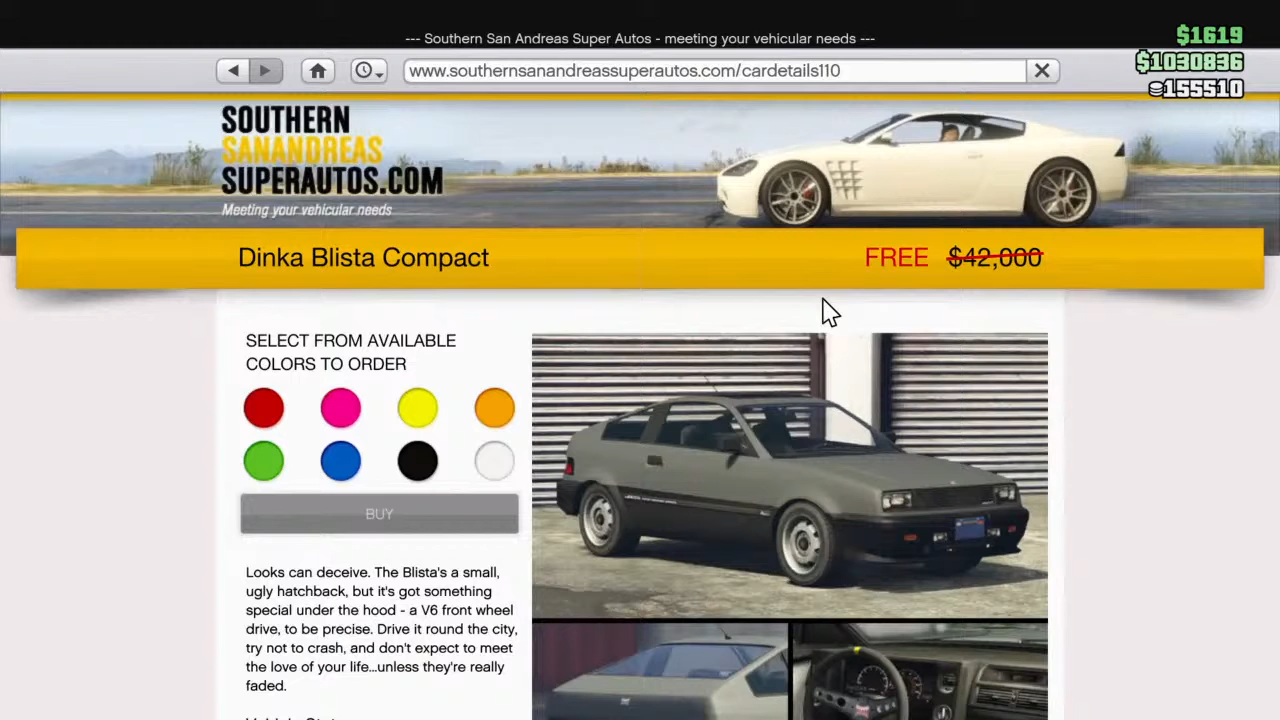 --- Southern San Andreas Super Autos - meeting your vehicular needs ---
$1619
$1030836
155510
www.southernsanandreassuperautos.com/cardetails110
SOUTHERN
SANANDREAS
SUPERAUTOS.COM
Meeting your vehicular needs
Dinka Blista Compact
FREE $42,000
SELECT FROM AVAILABLE
COLORS TO ORDER
BUY
Looks can deceive. The Blista's a small,
ugly hatchback, but it's got something
special under the hood - a V6 front wheel
drive, to be precise. Drive it round the city,
try not to crash, and don't expect to meet
the love of your life...unless they're really
faded.